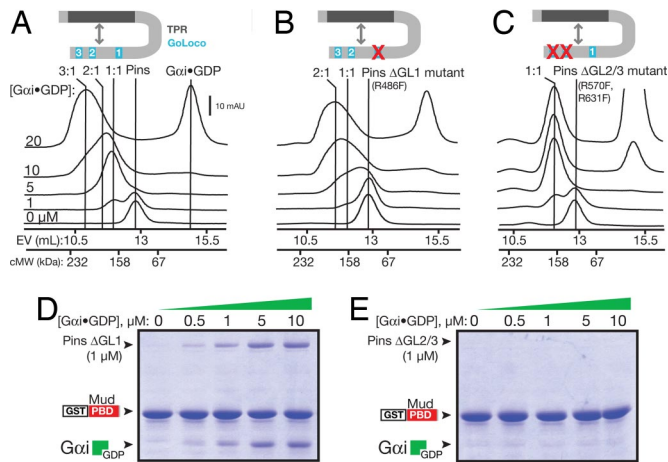 A
TPR
GoLoco
3 2 1
3:1 2:1 1:1 Pins Gαi•GDP
[Gαi•GDP]:
10 mAU
20
10
5
1
0 μM
EV (mL): 10.5 13 15.5
cMW (kDa): 232 158 67
B
3 2 X
2:1 1:1 Pins ΔGL1 mutant
(R486F)
10.5 13 15.5
232 158 67
C
XX 1
1:1 Pins ΔGL2/3 mutant
(R570F,
R631F)
10.5 13 15.5
232 158 67
D
[Gαi•GDP], μM: 0 0.5 1 5 10
Pins ΔGL1
(1 μM)
Mud
GST PBD
Gαi GDP
E
[Gαi•GDP], μM: 0 0.5 1 5 10
Pins ΔGL2/3
(1 μM)
Mud
GST PBD
Gαi GDP